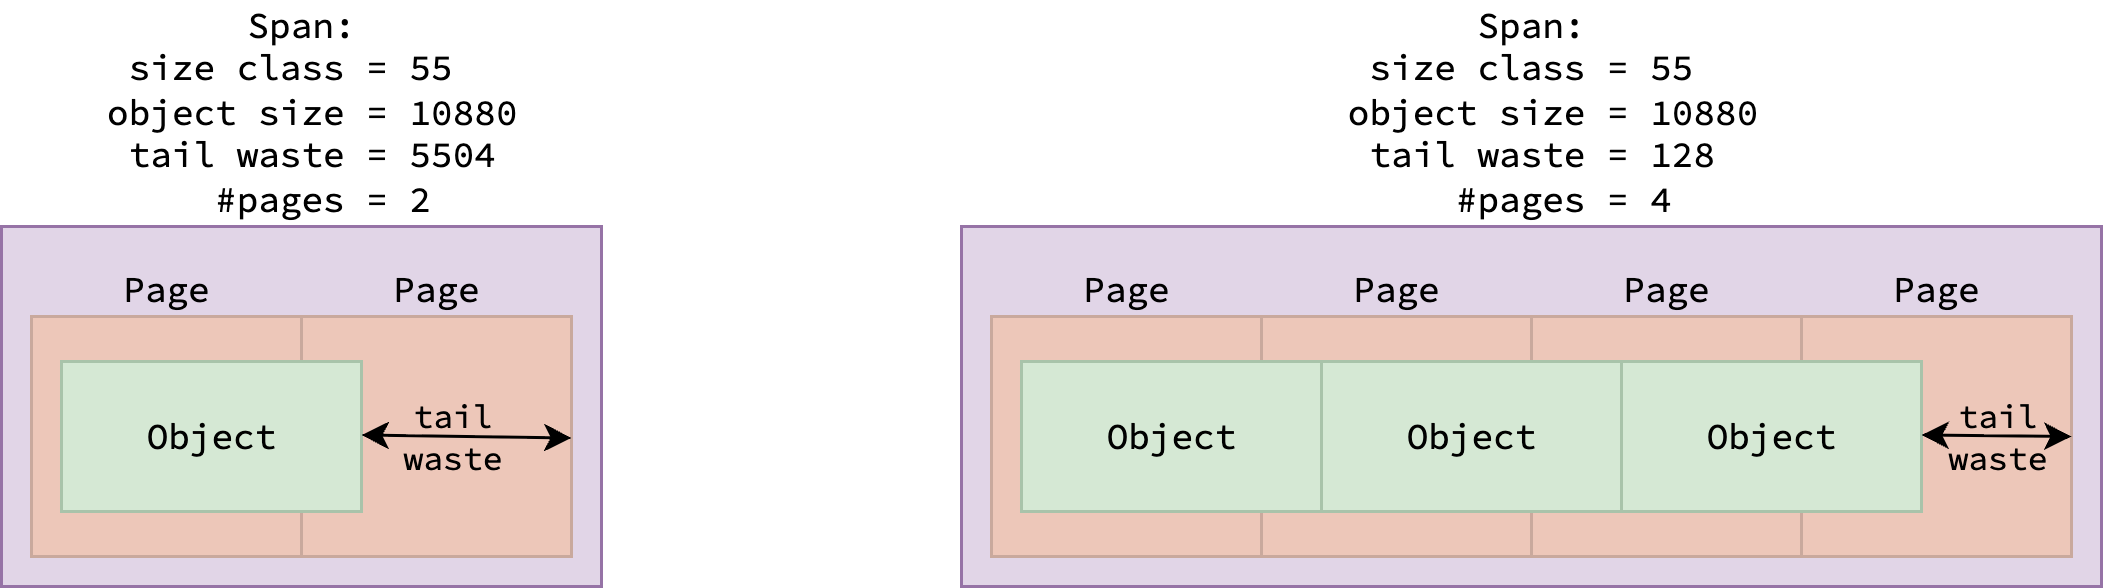 Span:
size class = 55
object size = 10880
tail waste = 5504
#pages = 2
Page Page
Object
tail
waste
Span:
size class = 55
object size = 10880
tail waste = 128
#pages = 4
Page Page Page Page
Object Object Object
tail
waste